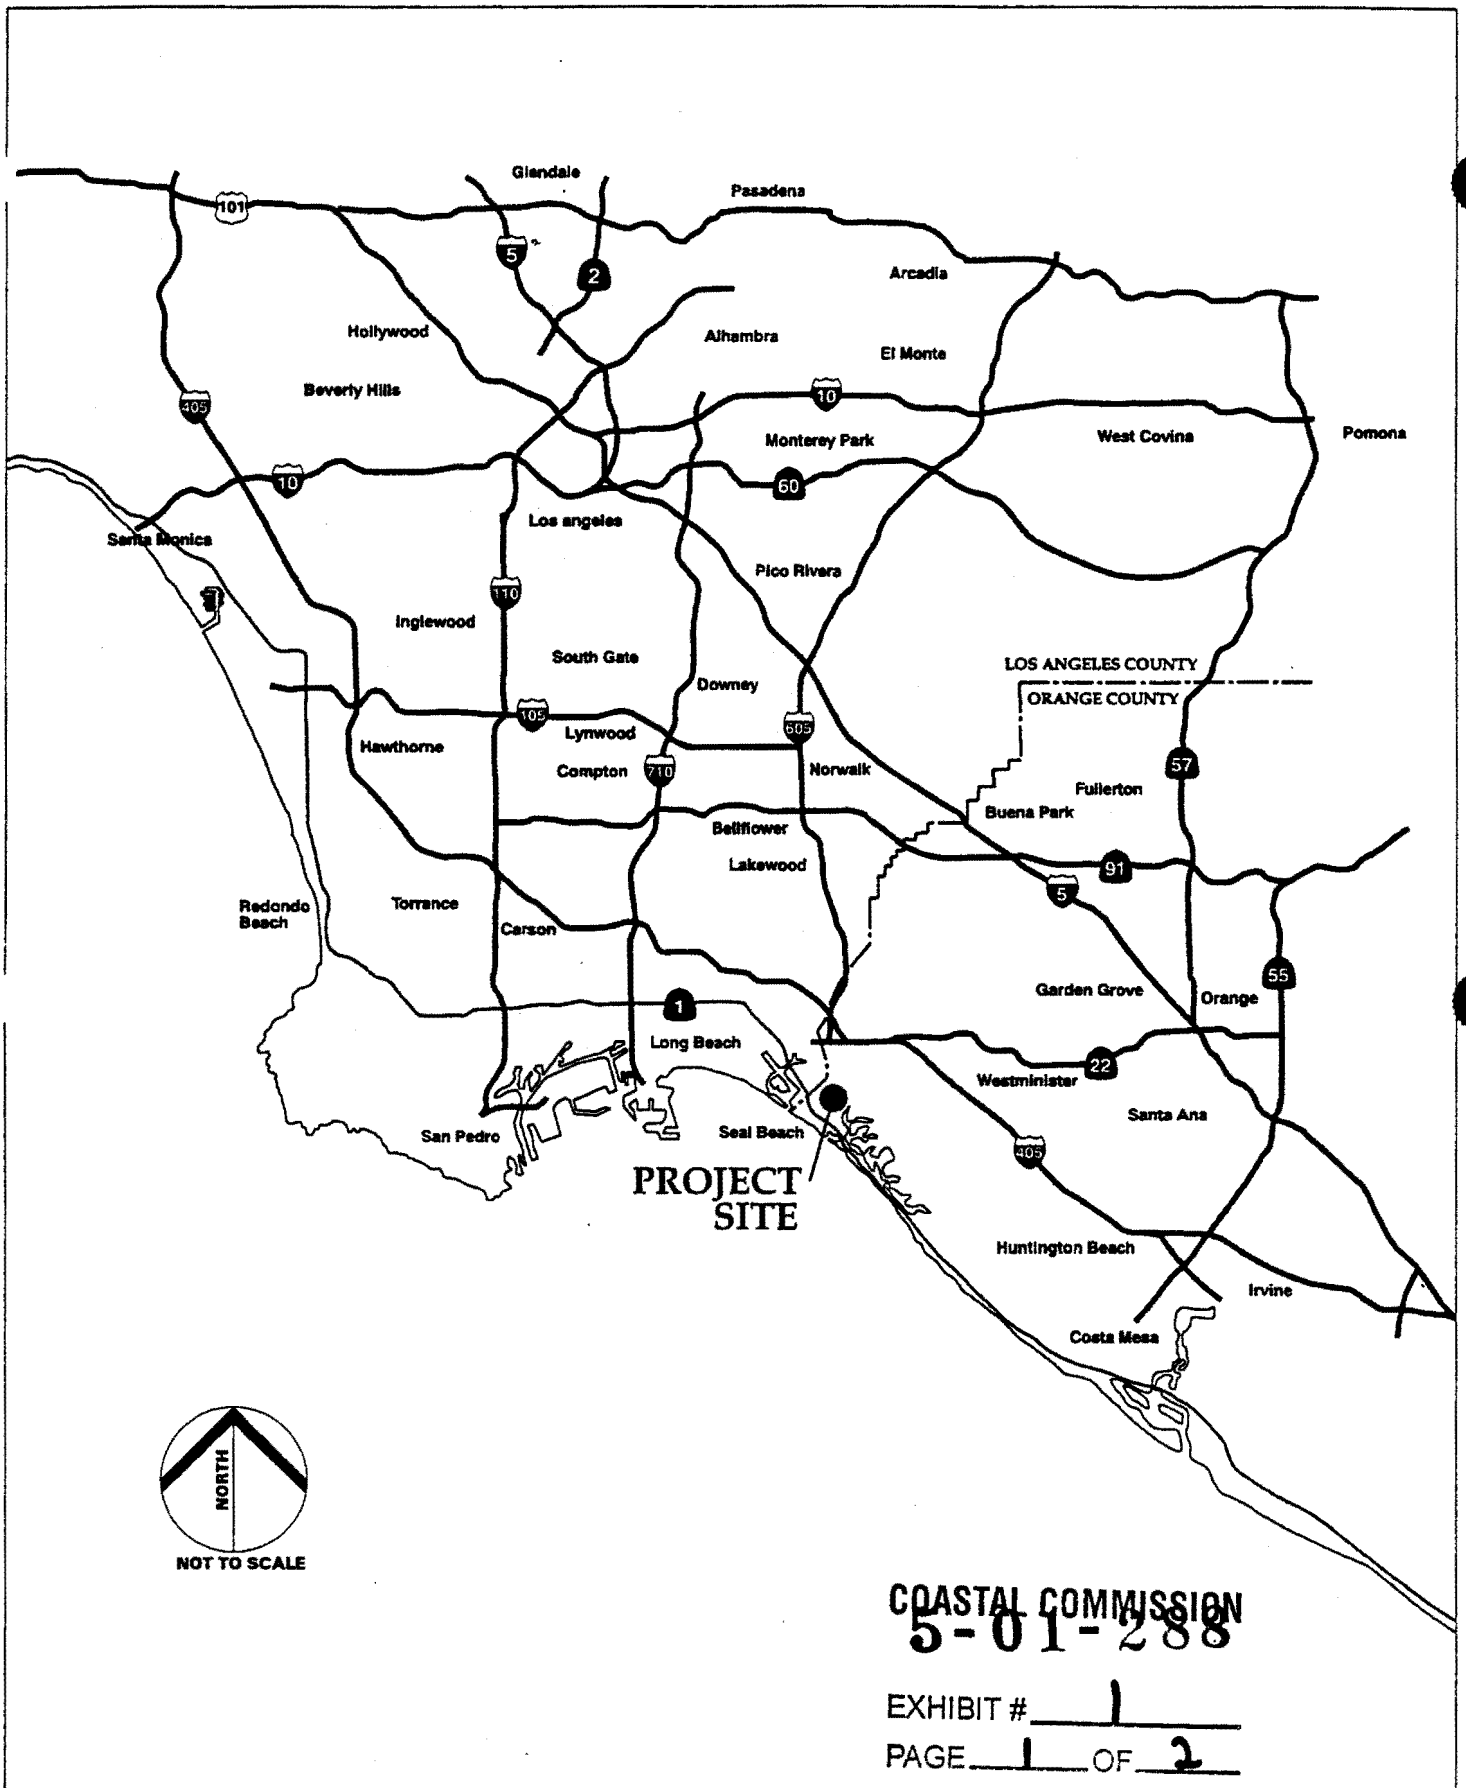 Glendale
Pasadena
101
5
2
Arcadia
Hollywood
Alhambra
El Monte
Beverly Hills
405
10
Monterey Park
West Covina
Pomona
10
60
Los angeles
Santa Monica
Pico Rivera
110
Inglewood
South Gate
LOS ANGELES COUNTY
ORANGE COUNTY
Downey
105
Lynwood
605
Hawthorne
Compton
710
Norwalk
57
Fullerton
Buena Park
Bellflower
Lakewood
91
5
Redondo
Beach
Torrance
Carson
55
Garden Grove
Orange
1
Long Beach
22
Westminister
Santa Ana
San Pedro
Seal Beach
405
PROJECT
SITE
Huntington Beach
Irvine
Costa Mesa
NORTH
NOT TO SCALE
COASTAL COMMISSION
5-01-288
EXHIBIT # 1
PAGE 1 OF 2